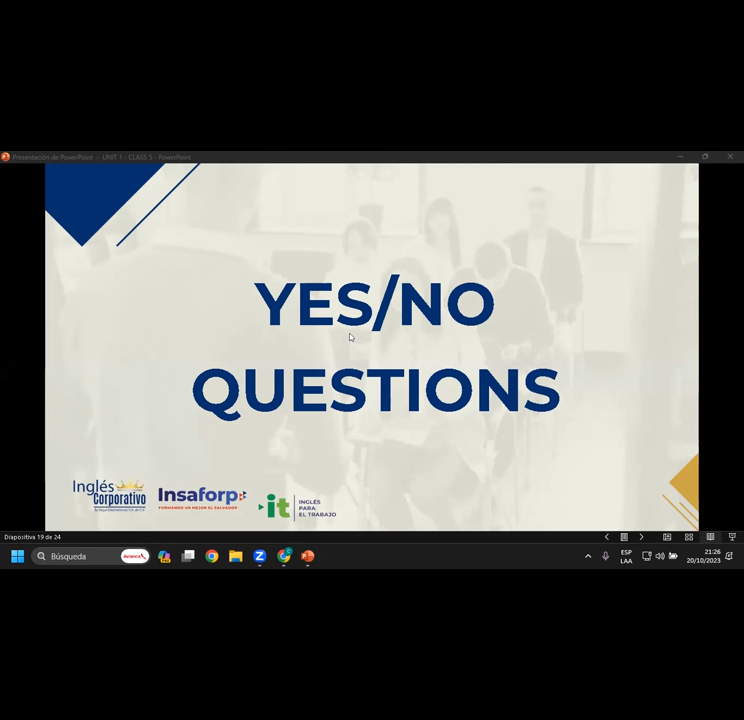 Presentación de PowerPoint - UNIT 1 - CLASS 5 - PowerPoint
YES/NO
QUESTIONS
Inglés
Corporativo
Insaforp
FORMANDO UN MEJOR EL SALVADOR
it
INGLÉS
PARA
EL TRABAJO
Diapositiva 19 de 24
Búsqueda
Avianca
ESP
LAA
21:26
20/10/2023